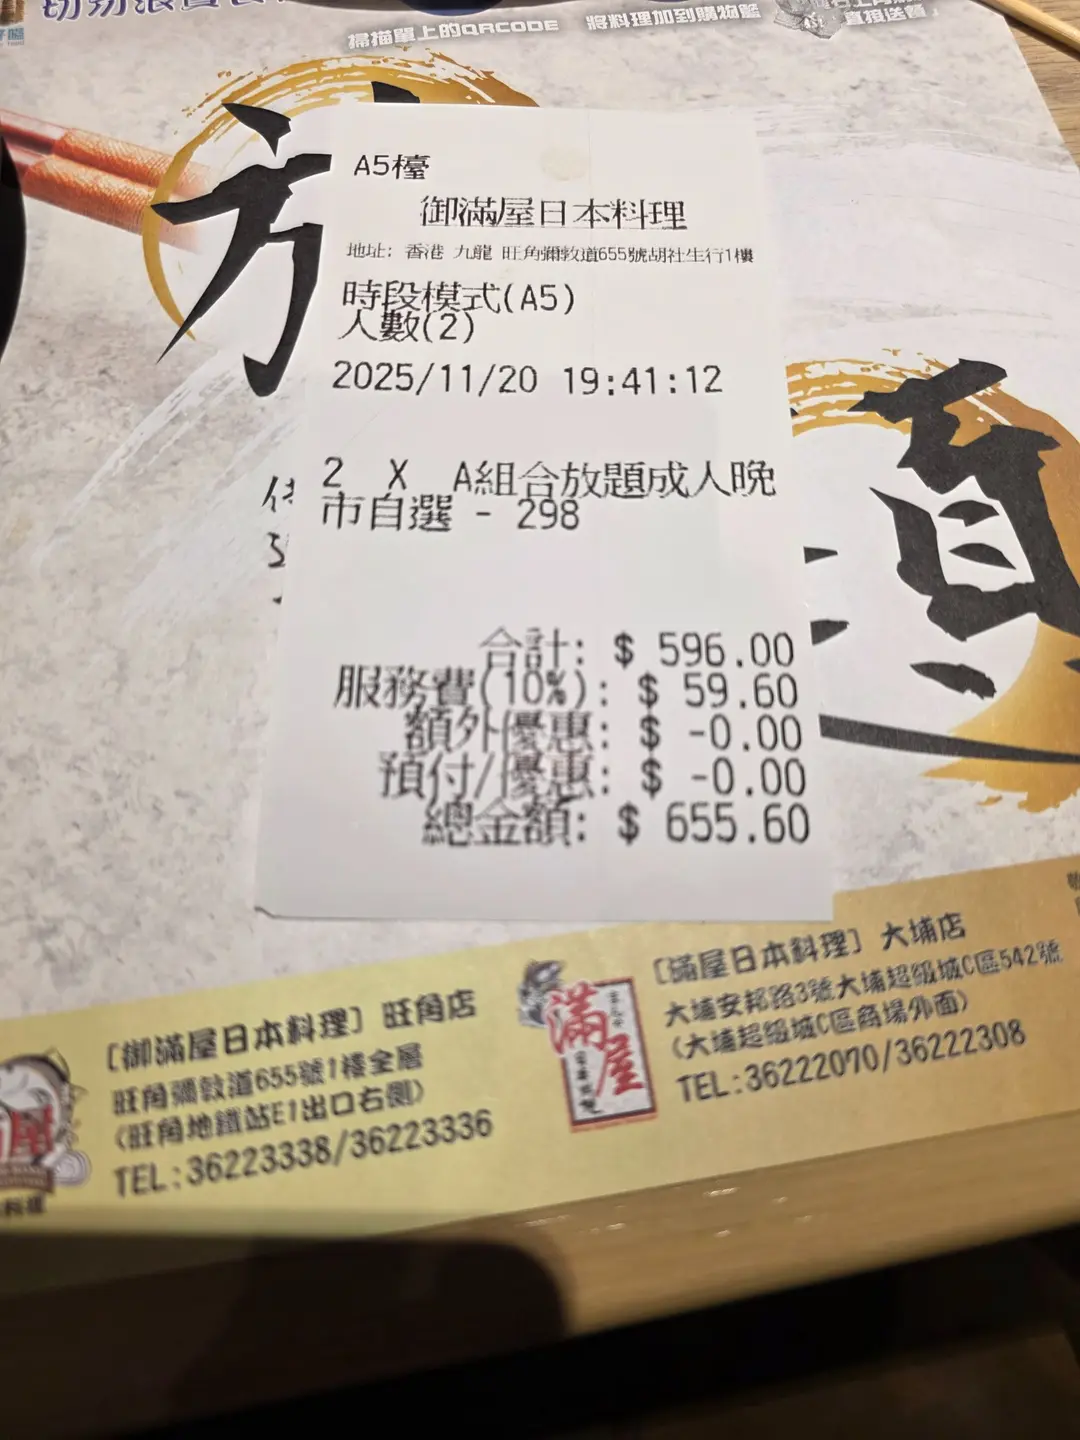 掃描單上的QRCODE 將料理加到購物籃
直接送餐
方
A5檯
御滿屋日本料理
地址: 香港 九龍 旺角彌敦道655號胡社生行1樓
時段模式(A5)
人數(2)
2025/11/20 19:41:12
2 X A組合放題成人晚
市自選 - 298
合計: $ 596.00
服務費(10%): $ 59.60
額外優惠: $ -0.00
預付/優惠: $ -0.00
總金額: $ 655.60
[御滿屋日本料理] 旺角店
旺角彌敦道655號1樓全層
(旺角地鐵站E1出口右側)
TEL:36223338/36223336
滿屋
[滿屋日本料理] 大埔店
大埔安邦路3號大埔超級城C區542號
(大埔超級城C區商場外面)
TEL:36222070/36222308